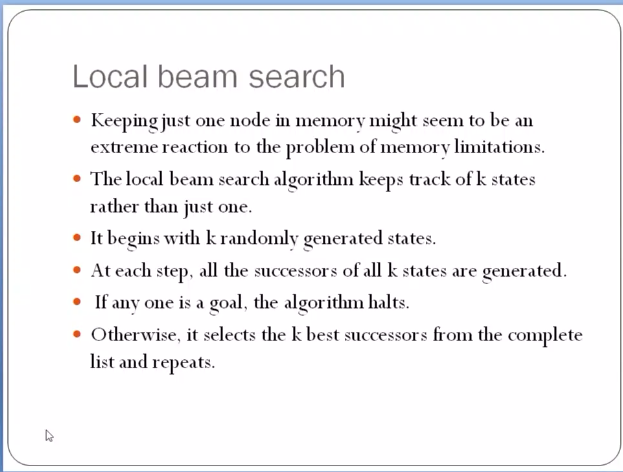 Local beam search
• Keeping just one node in memory might seem to be an
extreme reaction to the problem of memory limitations.
• The local beam search algorithm keeps track of k states
rather than just one.
• It begins with k randomly generated states.
• At each step, all the successors of all k states are generated.
• If any one is a goal, the algorithm halts.
• Otherwise, it selects the k best successors from the complete
list and repeats.